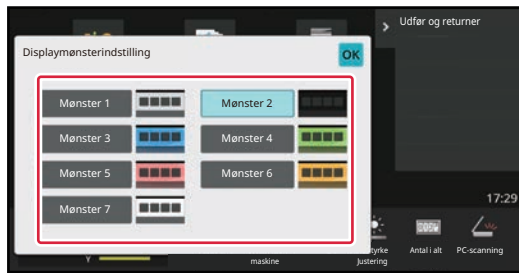 Udfør og returner
Displaymønsterindstilling
OK
Mønster 1
Mønster 2
Mønster 3
Mønster 4
Mønster 5
Mønster 6
Mønster 7
17:29
Y
maskine
Justering
Antal i alt
PC-scanning